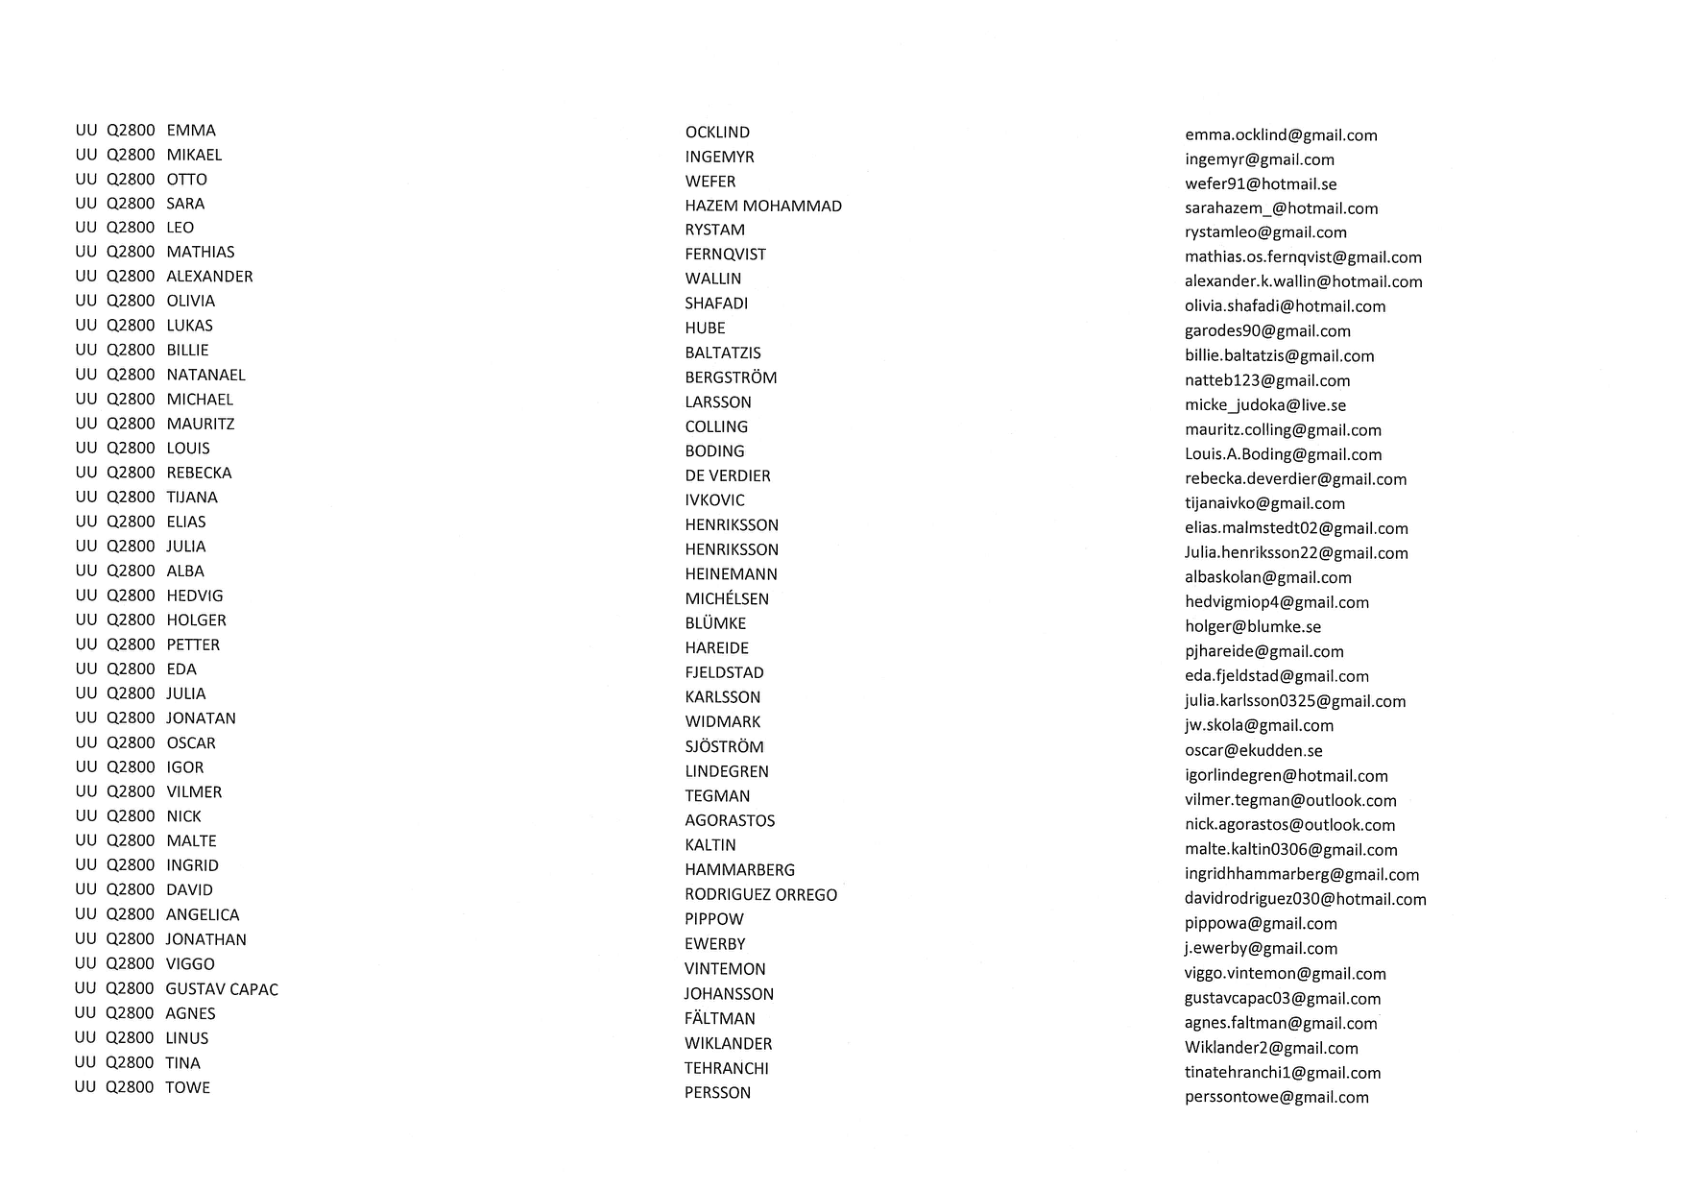 UU Q2800 EMMA OCKLIND emma.ocklind@gmail.com
UU Q2800 MIKAEL INGEMYR ingemyr@gmail.com
UU Q2800 OTTO WEFER wefer91@hotmail.se
UU Q2800 SARA HAZEM MOHAMMAD sarahazem_@hotmail.com
UU Q2800 LEO RYSTAM rystamleo@gmail.com
UU Q2800 MATHIAS FERNQVIST mathias.os.fernqvist@gmail.com
UU Q2800 ALEXANDER WALLIN alexander.k.wallin@hotmail.com
UU Q2800 OLIVIA SHAFADI olivia.shafadi@hotmail.com
UU Q2800 LUKAS HUBE garodes90@gmail.com
UU Q2800 BILLIE BALTATZIS billie.baltatzis@gmail.com
UU Q2800 NATANAEL BERGSTRÖM natteb123@gmail.com
UU Q2800 MICHAEL LARSSON micke_judoka@live.se
UU Q2800 MAURITZ COLLING mauritz.colling@gmail.com
UU Q2800 LOUIS BODING Louis.A.Boding@gmail.com
UU Q2800 REBECKA DE VERDIER rebecka.deverdier@gmail.com
UU Q2800 TIJANA IVKOVIC tijanaivko@gmail.com
UU Q2800 ELIAS HENRIKSSON elias.malmstedt02@gmail.com
UU Q2800 JULIA HENRIKSSON Julia.henriksson22@gmail.com
UU Q2800 ALBA HEINEMANN albaskolan@gmail.com
UU Q2800 HEDVIG MICHÉLSEN hedvigmiop4@gmail.com
UU Q2800 HOLGER BLÜMKE holger@blumke.se
UU Q2800 PETTER HAREIDE pjhareide@gmail.com
UU Q2800 EDA FJELDSTAD eda.fjeldstad@gmail.com
UU Q2800 JULIA KARLSSON julia.karlsson0325@gmail.com
UU Q2800 JONATAN WIDMARK jw.skola@gmail.com
UU Q2800 OSCAR SJÖSTRÖM oscar@ekudden.se
UU Q2800 IGOR LINDEGREN igorlindegren@hotmail.com
UU Q2800 VILMER TEGMAN vilmer.tegman@outlook.com
UU Q2800 NICK AGORASTOS nick.agorastos@outlook.com
UU Q2800 MALTE KALTIN malte.kaltin0306@gmail.com
UU Q2800 INGRID HAMMARBERG ingridhhammarberg@gmail.com
UU Q2800 DAVID RODRIGUEZ ORREGO davidrodriguez030@hotmail.com
UU Q2800 ANGELICA PIPPOW pippowa@gmail.com
UU Q2800 JONATHAN EWERBY j.ewerby@gmail.com
UU Q2800 VIGGO VINTEMON viggo.vintemon@gmail.com
UU Q2800 GUSTAV CAPAC JOHANSSON gustavcapac03@gmail.com
UU Q2800 AGNES FÄLTMAN agnes.faltman@gmail.com
UU Q2800 LINUS WIKLANDER Wiklander2@gmail.com
UU Q2800 TINA TEHRANCHI tinatehranchi1@gmail.com
UU Q2800 TOWE PERSSON perssontowe@gmail.com